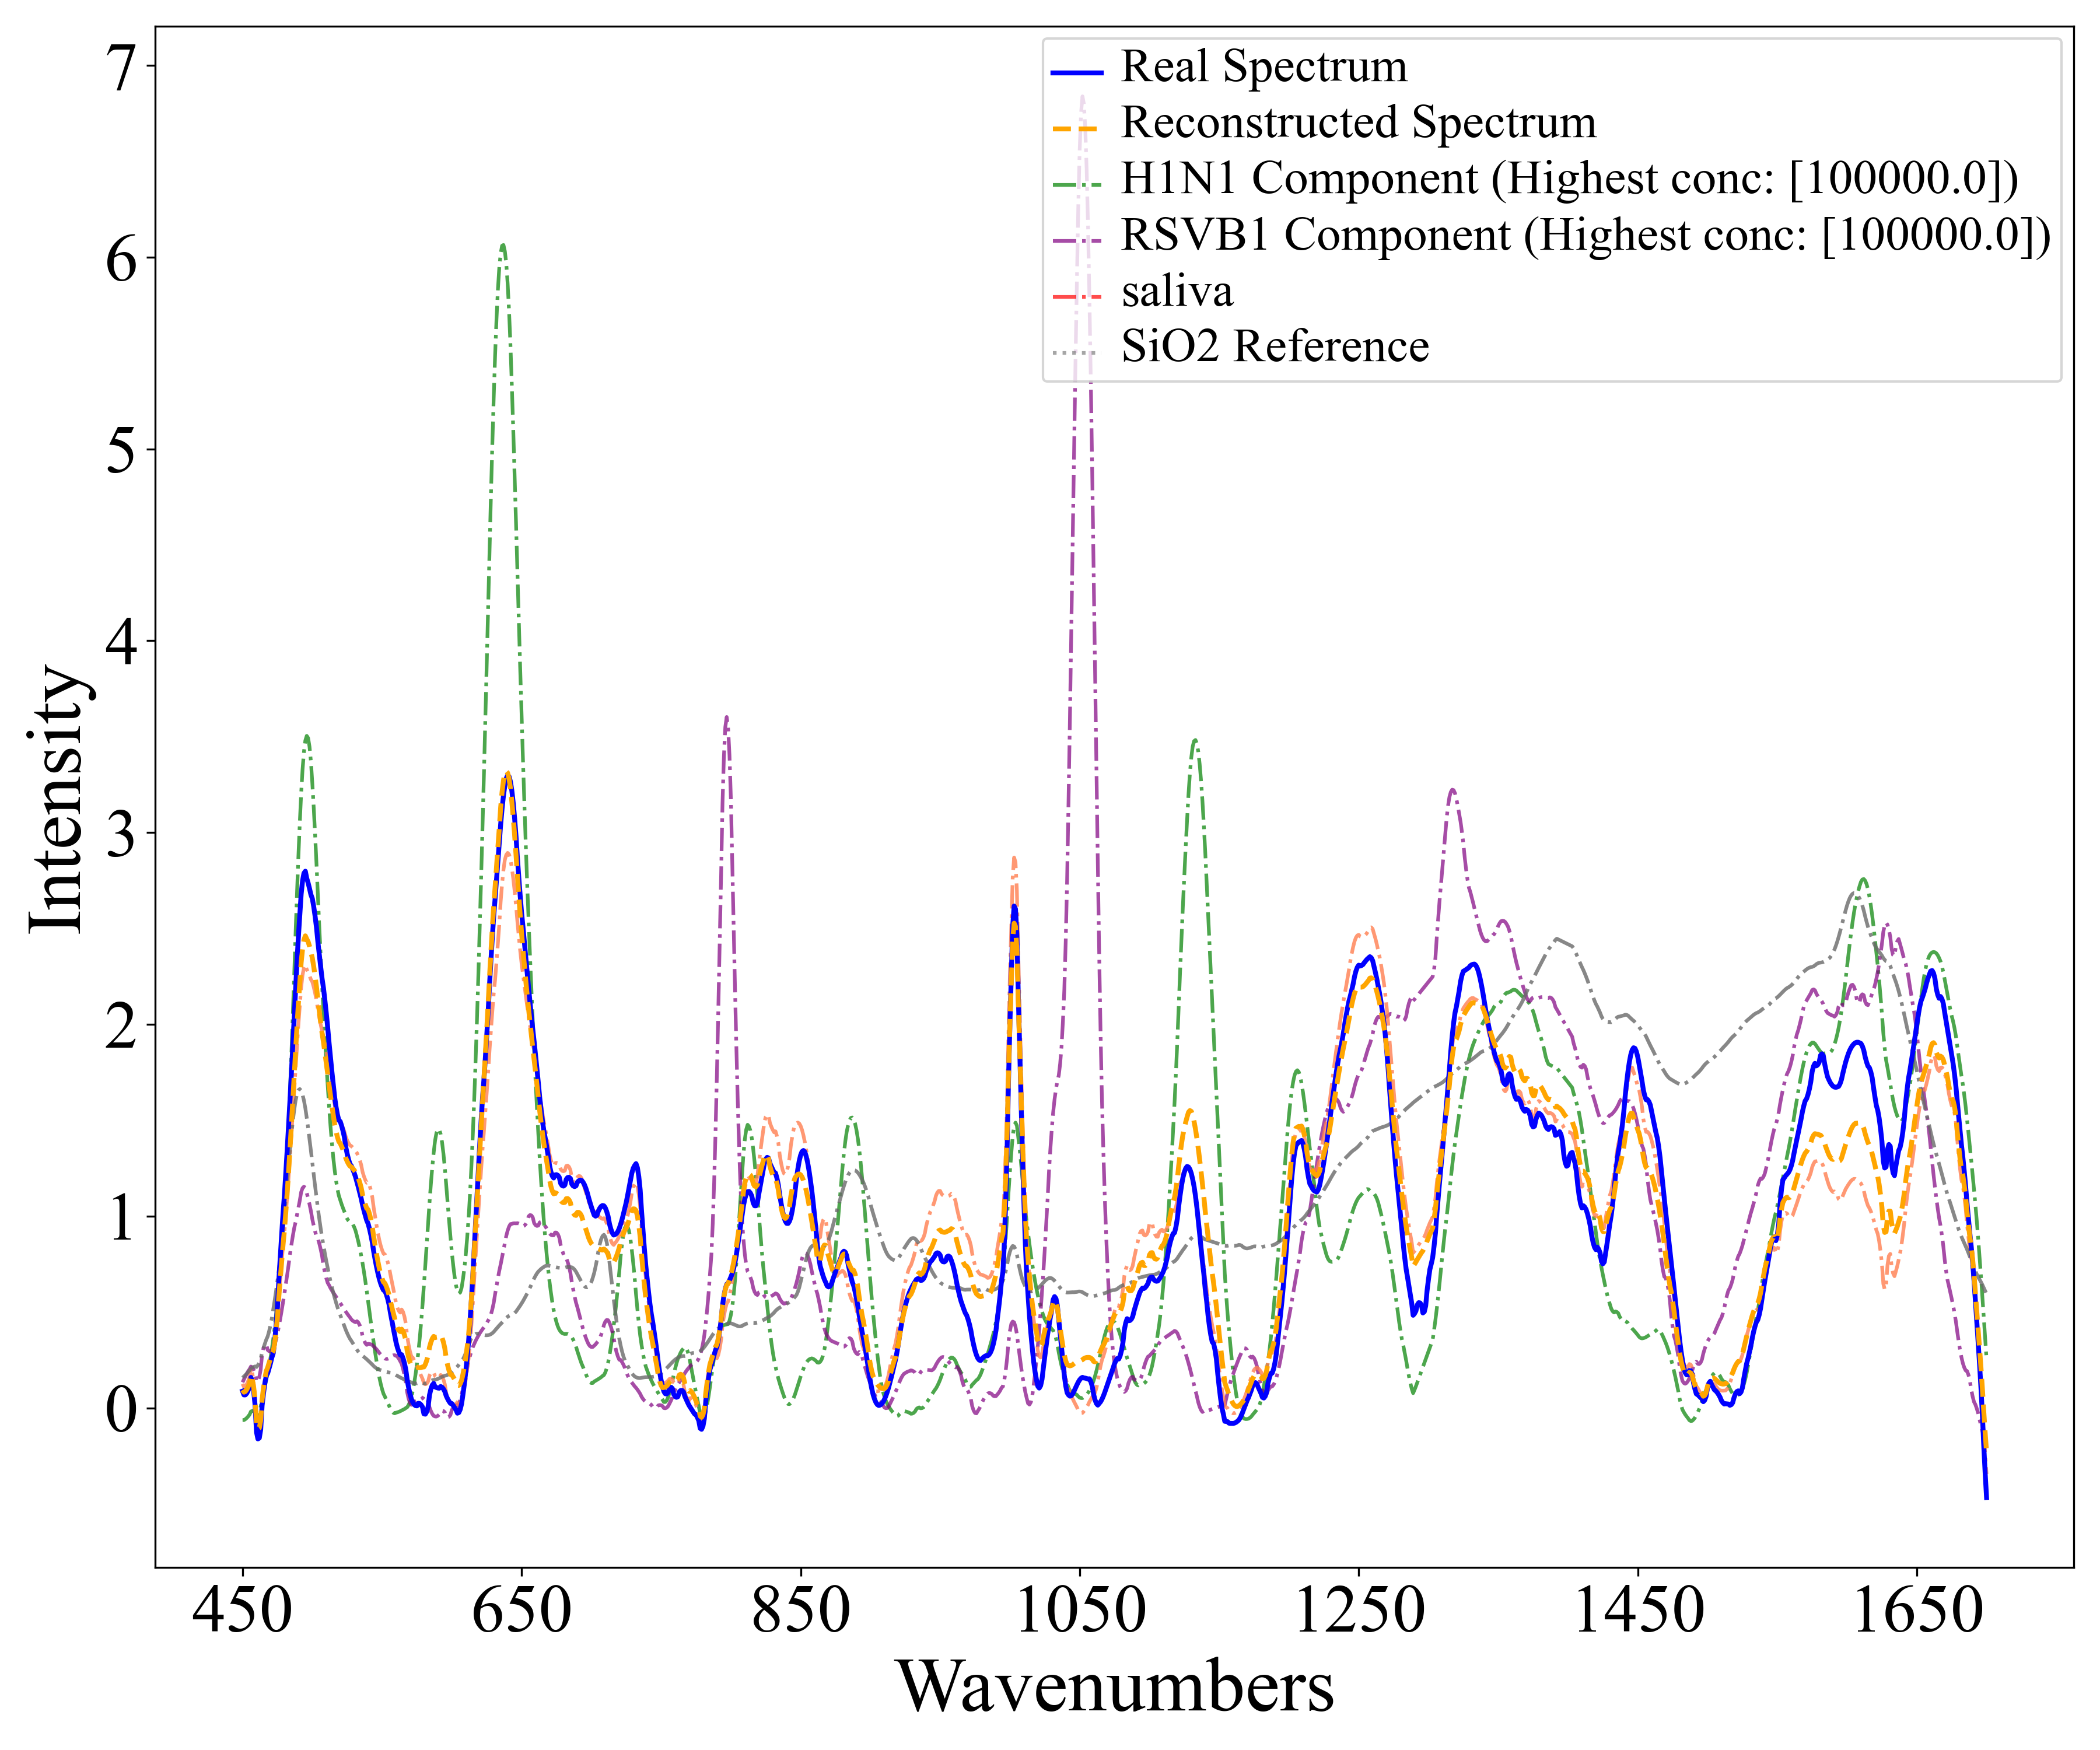 Real Spectrum
Reconstructed Spectrum
H1N1 Component (Highest conc: [100000.0])
RSVB1 Component (Highest conc: [100000.0])
saliva
SiO2 Reference
7
6
5
4
3
2
1
0
Intensity
450 650 850 1050 1250 1450 1650
Wavenumbers